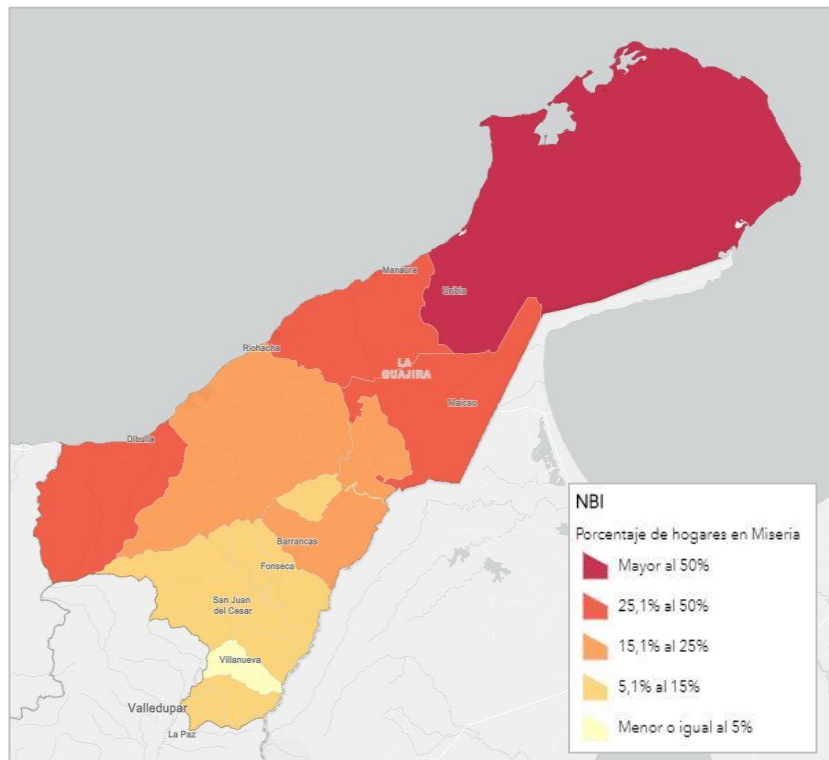 Manaure
Uribia
Riohacha
LA
GUAJIRA
Maicao
Dibulla
Barrancas
Fonseca
San Juan
del Cesar
Villanueva
Valledupar
La Paz
NBI
Porcentaje de hogares en Miseria
Mayor al 50%
25,1% al 50%
15,1% al 25%
5,1% al 15%
Menor o igual al 5%